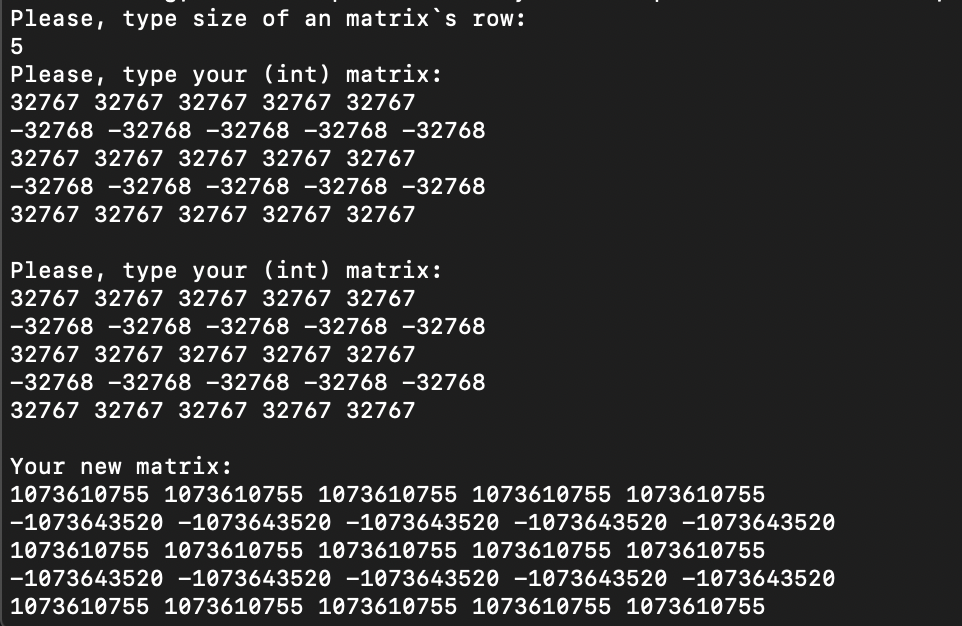 Please, type size of an matrix`s row:
5
Please, type your (int) matrix:
32767 32767 32767 32767 32767
-32768 -32768 -32768 -32768 -32768
32767 32767 32767 32767 32767
-32768 -32768 -32768 -32768 -32768
32767 32767 32767 32767 32767
Please, type your (int) matrix:
32767 32767 32767 32767 32767
-32768 -32768 -32768 -32768 -32768
32767 32767 32767 32767 32767
-32768 -32768 -32768 -32768 -32768
32767 32767 32767 32767 32767
Your new matrix:
1073610755 1073610755 1073610755 1073610755 1073610755
-1073643520 -1073643520 -1073643520 -1073643520 -1073643520
1073610755 1073610755 1073610755 1073610755 1073610755
-1073643520 -1073643520 -1073643520 -1073643520 -1073643520
1073610755 1073610755 1073610755 1073610755 1073610755